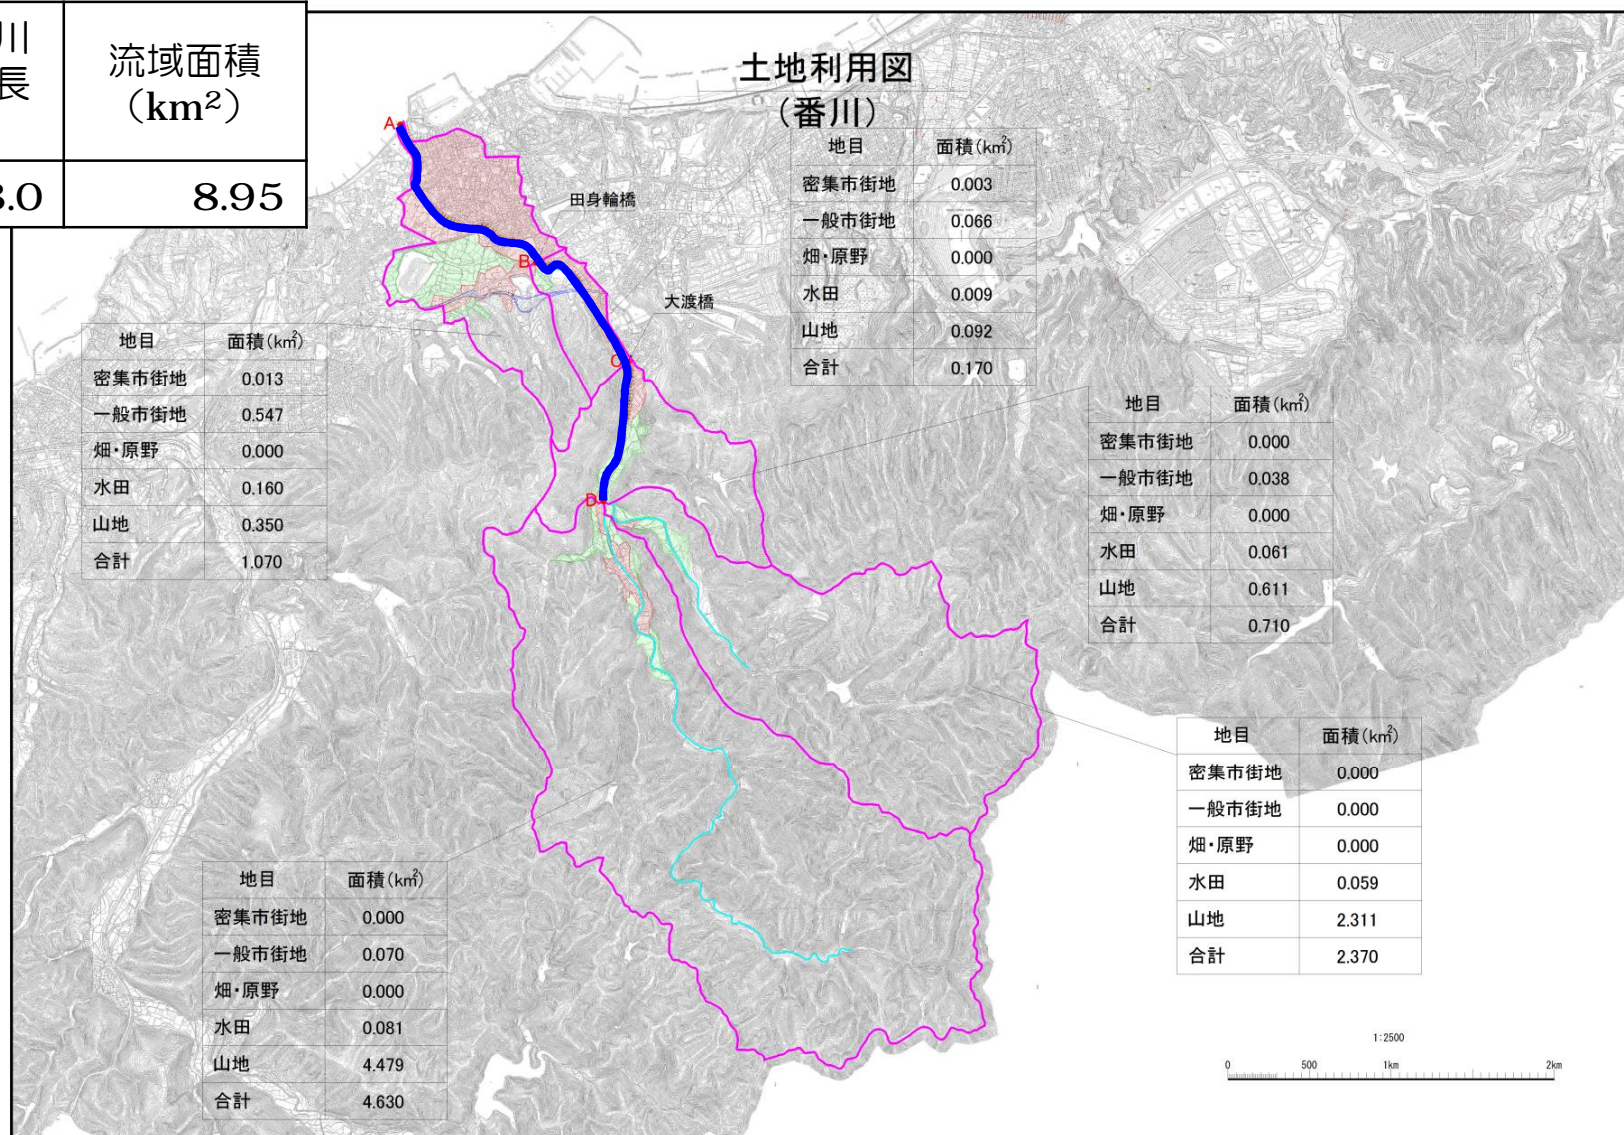 川
長
流域面積
（km²）
3.0
8.95
土地利用図
（番川）
A
田身輪橋
B
大渡橋
C
D
地目 面積(km²)
密集市街地 0.003
一般市街地 0.066
畑・原野 0.000
水田 0.009
山地 0.092
合計 0.170
地目 面積(km²)
密集市街地 0.013
一般市街地 0.547
畑・原野 0.000
水田 0.160
山地 0.350
合計 1.070
地目 面積(km²)
密集市街地 0.000
一般市街地 0.038
畑・原野 0.000
水田 0.061
山地 0.611
合計 0.710
地目 面積(km²)
密集市街地 0.000
一般市街地 0.000
畑・原野 0.000
水田 0.059
山地 2.311
合計 2.370
地目 面積(km²)
密集市街地 0.000
一般市街地 0.070
畑・原野 0.000
水田 0.081
山地 4.479
合計 4.630
1:2500
0 500 1km 2km